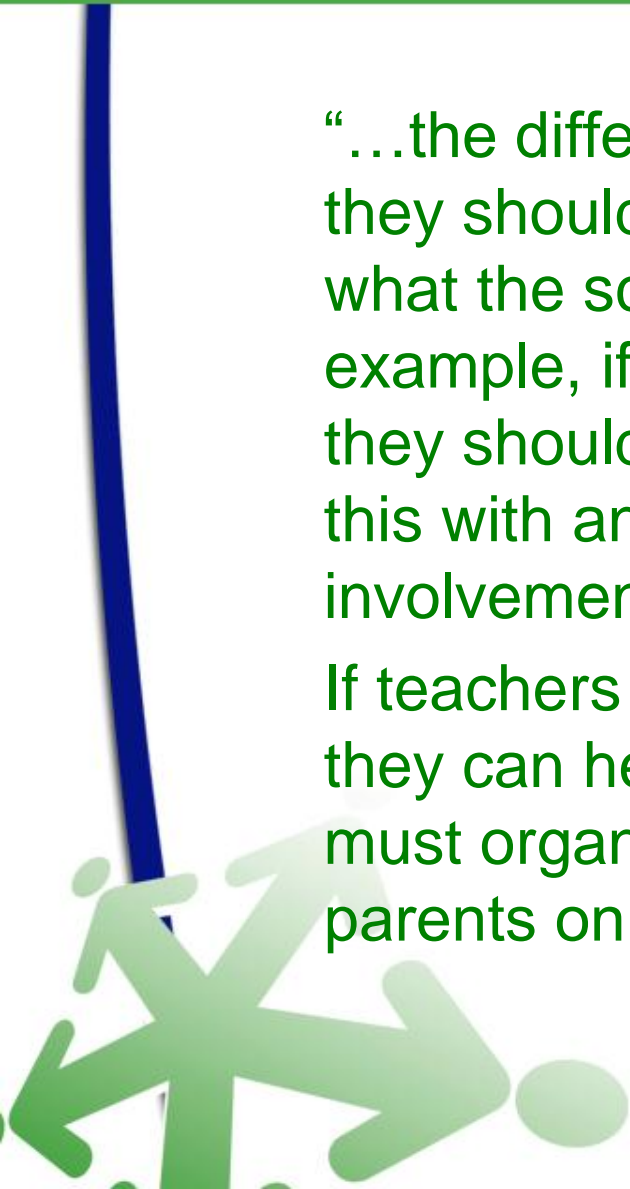 “…the diffe
they should
what the so
example, if
they should
this with an
involvemen
If teachers
they can he
must organ
parents on